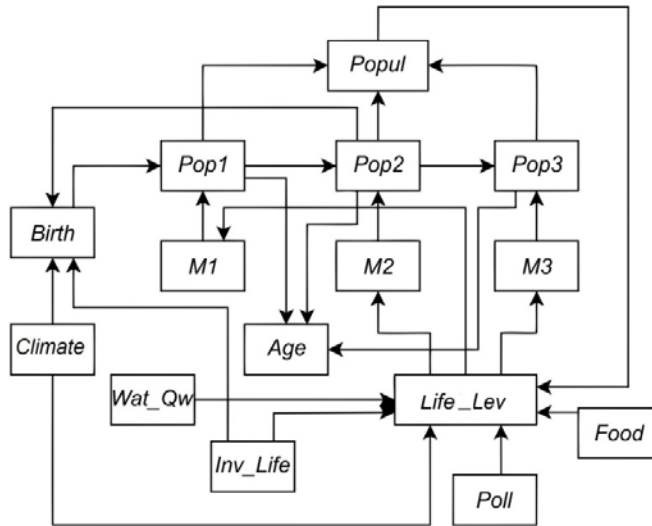 Popul
Pop1
Pop2
Pop3
Birth
M1
M2
M3
Climate
Age
Wat_Qw
Life_Lev
Food
Inv_Life
Poll